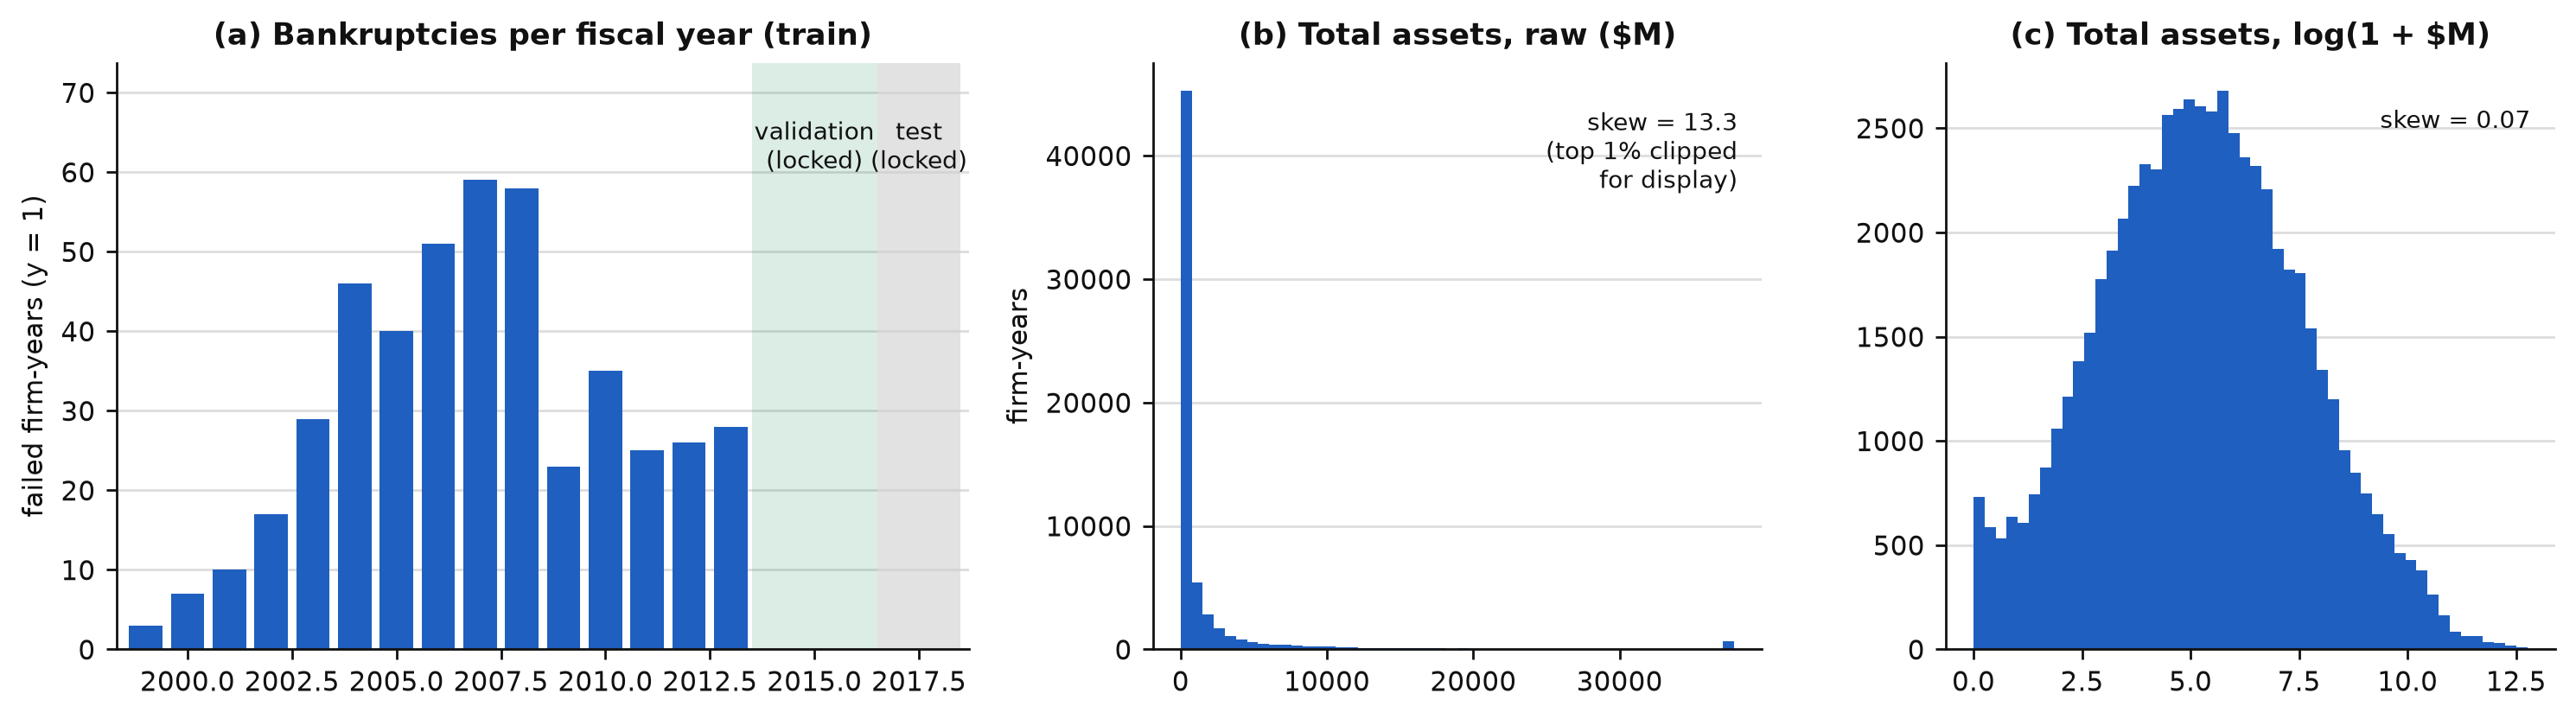 (a) Bankruptcies per fiscal year (train)
failed firm-years (y = 1)
70
60
50
40
30
20
10
0
validation
(locked)
test
(locked)
2000.0 2002.5 2005.0 2007.5 2010.0 2012.5 2015.0 2017.5
(b) Total assets, raw ($M)
firm-years
40000
30000
20000
10000
0
skew = 13.3
(top 1% clipped
for display)
0 10000 20000 30000
(c) Total assets, log(1 + $M)
2500
2000
1500
1000
500
0
skew = 0.07
0.0 2.5 5.0 7.5 10.0 12.5